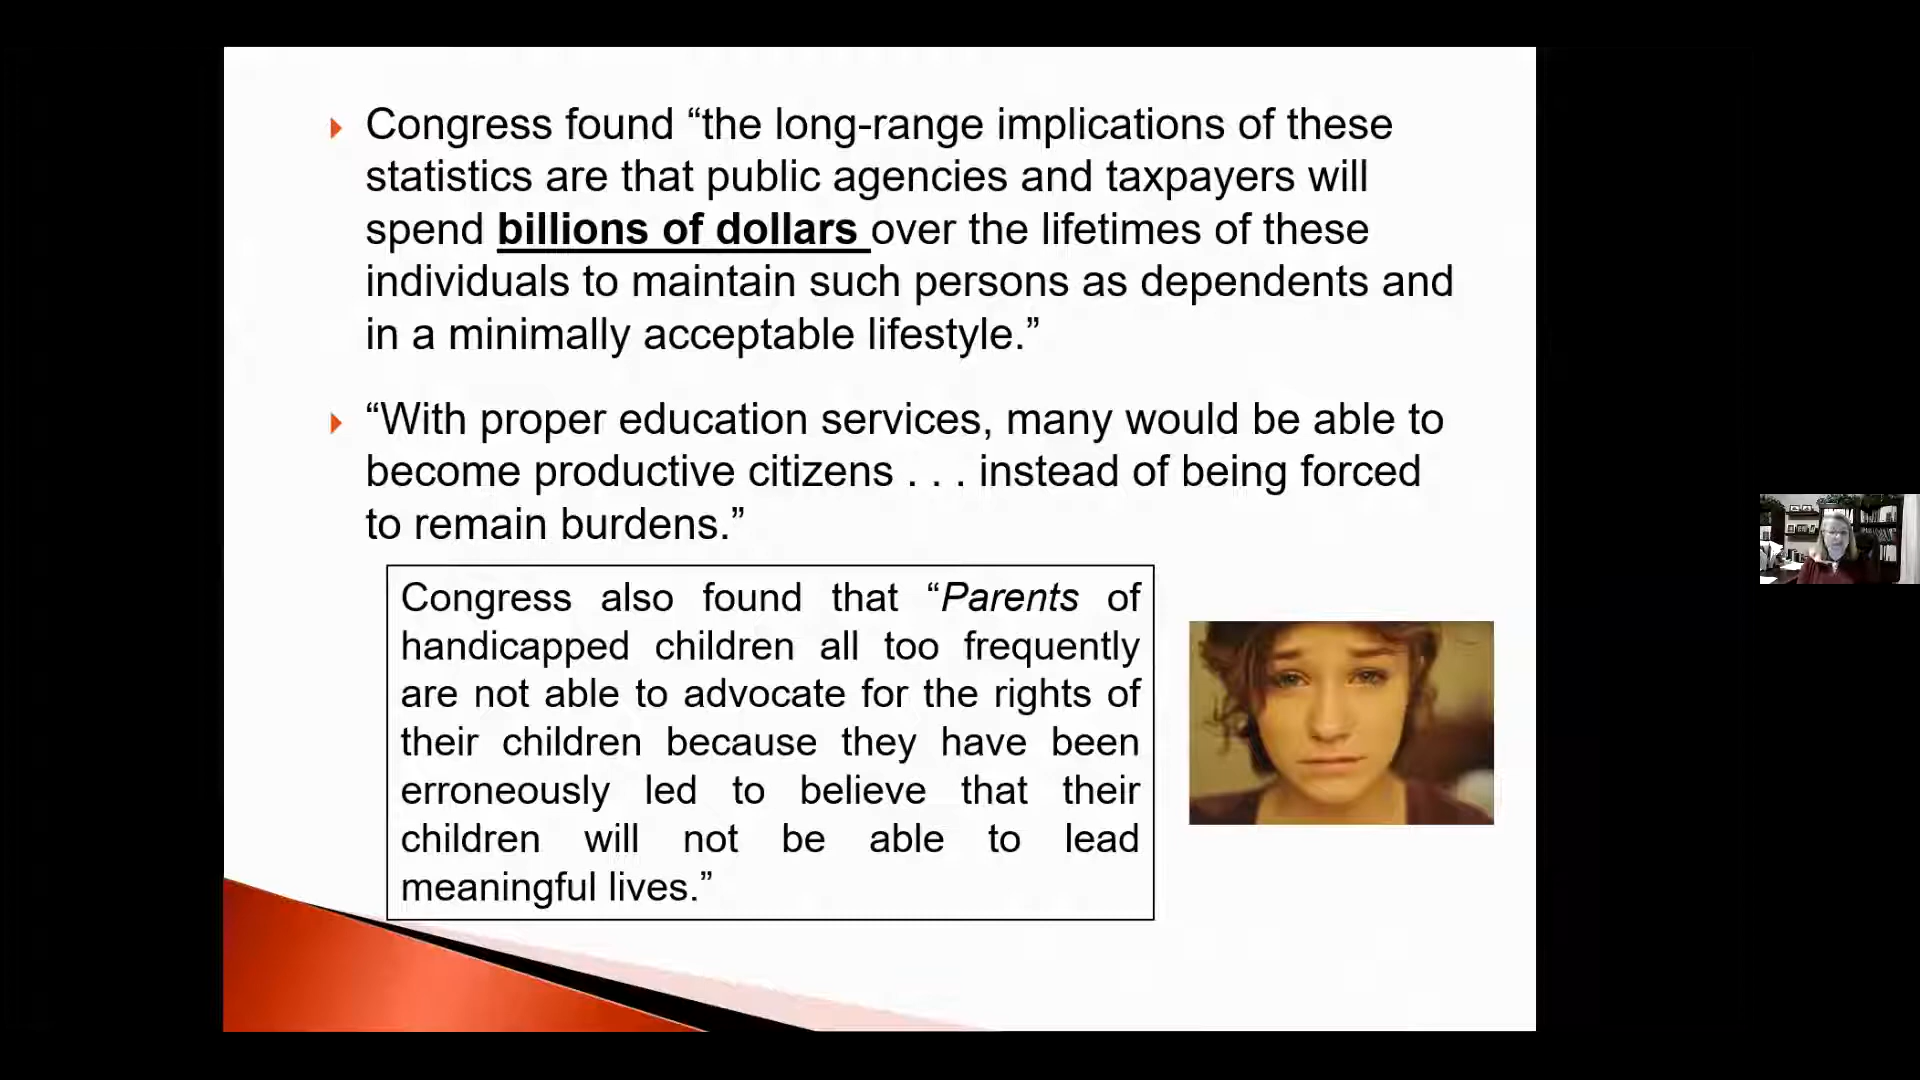 Congress found “the long-range implications of these
statistics are that public agencies and taxpayers will
spend billions of dollars over the lifetimes of these
individuals to maintain such persons as dependents and
in a minimally acceptable lifestyle.”
“With proper education services, many would be able to
become productive citizens . . . instead of being forced
to remain burdens.”
Congress also found that “Parents of
handicapped children all too frequently
are not able to advocate for the rights of
their children because they have been
erroneously led to believe that their
children will not be able to lead
meaningful lives.”